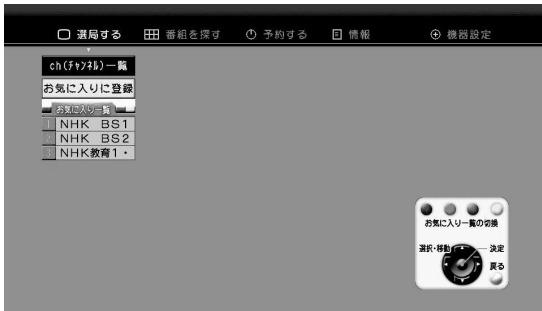 選局する 番組を探す 予約する 情報 機器設定
ch(チャンネル)一覧
お気に入りに登録
お気に入り一覧
1 NHK BS1
2 NHK BS2
3 NHK教育1・
お気に入り一覧の切換
選択・移動 決定
戻る